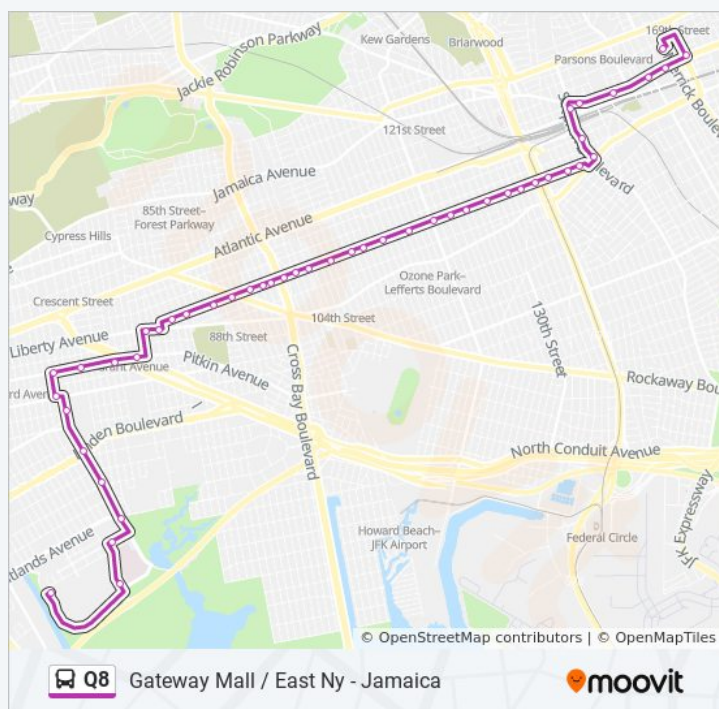 169th Street
Kew Gardens
Briarwood
Jackie Robinson Parkway
Parsons Boulevard
121st Street
Jamaica Avenue
85th Street–
Forest Parkway
Atlantic Avenue
Cypress Hills
Ozone Park–
Lefferts Boulevard
Crescent Street
104th Street
130th Street
Liberty Avenue
88th Street
Pitkin Avenue
Cross Bay Boulevard
North Conduit Avenue
JFK Expressway
Howard Beach–
JFK Airport
Federal Circle
© OpenStreetMap contributors | © OpenMapTiles
Q8 Gateway Mall / East Ny - Jamaica
moovit